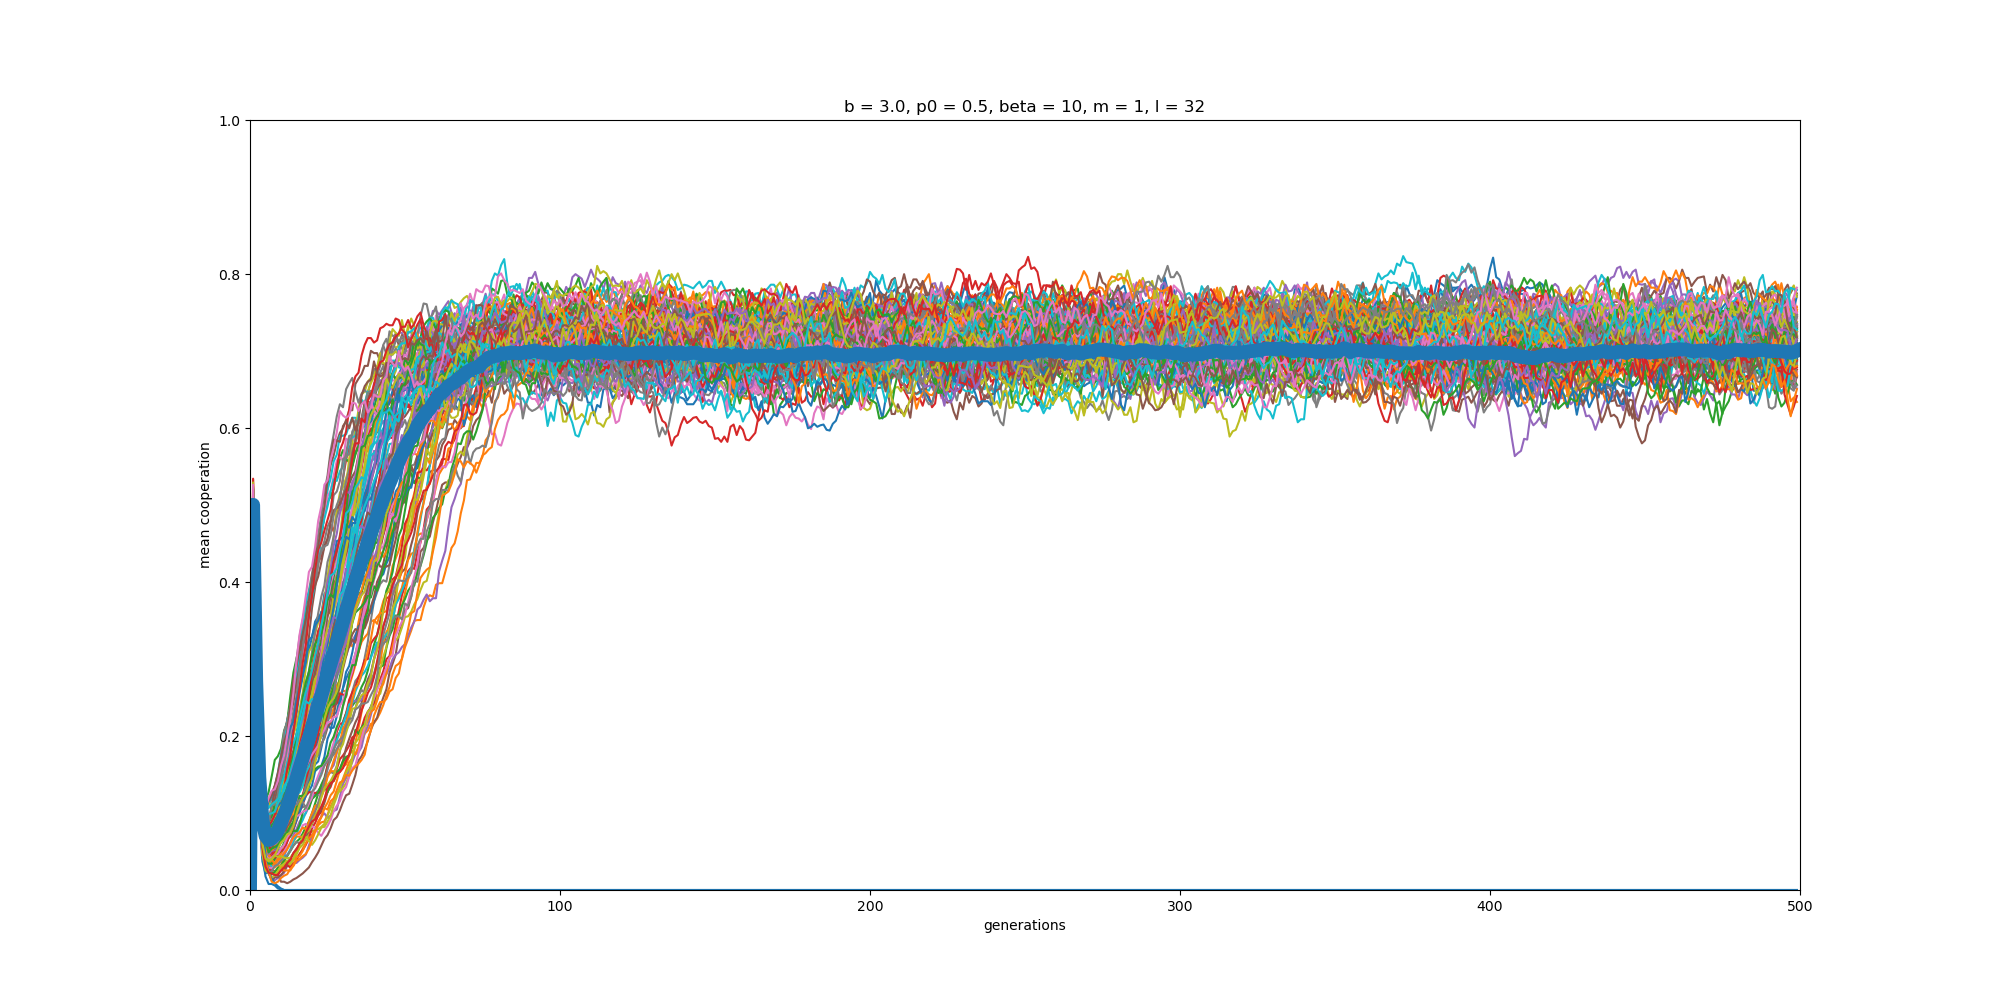 b = 3.0, p0 = 0.5, beta = 10, m = 1, l = 32
1.0
0.8
0.6
0.4
0.2
0.0
mean cooperation
0 100 200 300 400 500
generations